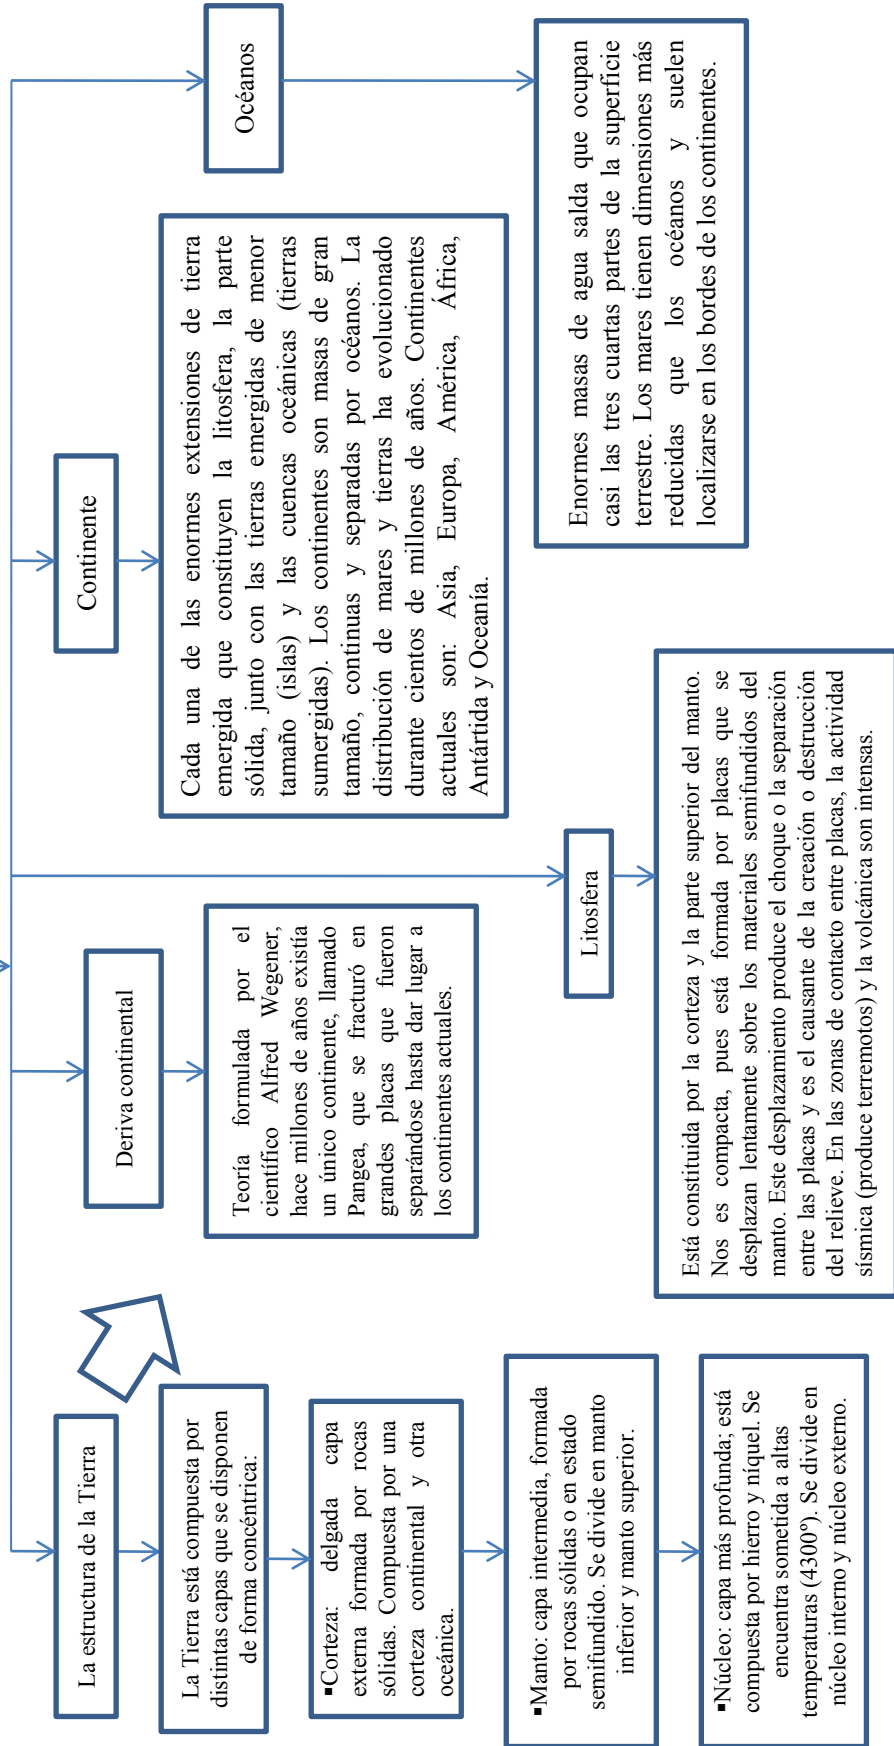 La estructura de la Tierra
La Tierra está compuesta por
distintas capas que se disponen
de forma concéntrica:
▪Corteza: delgada capa
externa formada por rocas
sólidas. Compuesta por una
corteza continental y otra
oceánica.
▪Manto: capa intermedia, formada
por rocas sólidas o en estado
semifundido. Se divide en manto
inferior y manto superior.
▪Núcleo: capa más profunda; está
compuesta por hierro y níquel. Se
encuentra sometida a altas
temperaturas (4300º). Se divide en
núcleo interno y núcleo externo.
Deriva continental
Teoría formulada por el
científico Alfred Wegener,
hace millones de años existía
un único continente, llamado
Pangea, que se fracturó en
grandes placas que fueron
separándose hasta dar lugar a
los continentes actuales.
Litosfera
Está constituida por la corteza y la parte superior del manto.
Nos es compacta, pues está formada por placas que se
desplazan lentamente sobre los materiales semifundidos del
manto. Este desplazamiento produce el choque o la separación
entre las placas y es el causante de la creación o destrucción
del relieve. En las zonas de contacto entre placas, la actividad
sísmica (produce terremotos) y la volcánica son intensas.
Continente
Cada una de las enormes extensiones de tierra
emergida que constituyen la litosfera, la parte
sólida, junto con las tierras emergidas de menor
tamaño (islas) y las cuencas oceánicas (tierras
sumergidas). Los continentes son masas de gran
tamaño, continuas y separadas por océanos. La
distribución de mares y tierras ha evolucionado
durante cientos de millones de años. Continentes
actuales son: Asia, Europa, América, África,
Antártida y Oceanía.
Océanos
Enormes masas de agua salda que ocupan
casi las tres cuartas partes de la superficie
terrestre. Los mares tienen dimensiones más
reducidas que los océanos y suelen
localizarse en los bordes de los continentes.